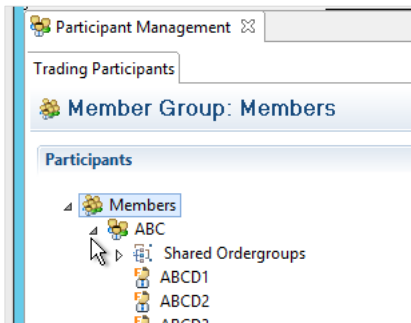 Participant Management
Trading Participants
Member Group: Members
Participants
Members
ABC
Shared Ordergroups
ABCD1
ABCD2